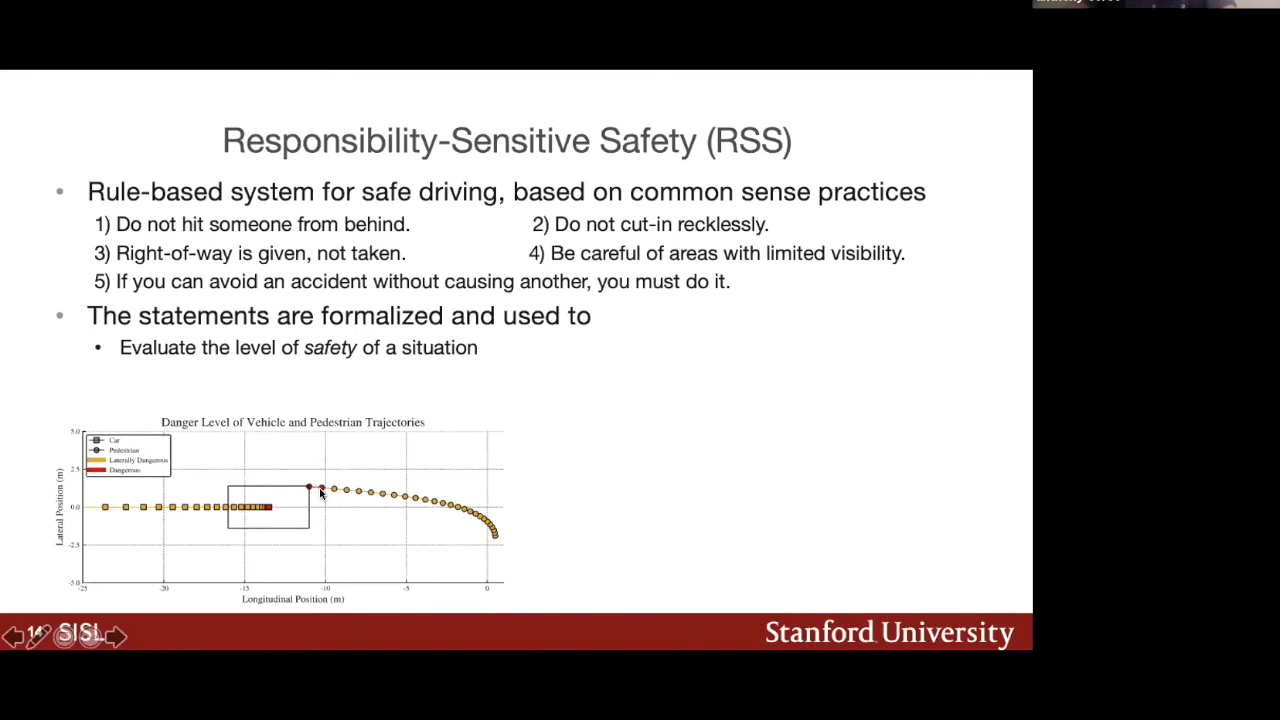 Responsibility-Sensitive Safety (RSS)
• Rule-based system for safe driving, based on common sense practices
1) Do not hit someone from behind.
2) Do not cut-in recklessly.
3) Right-of-way is given, not taken.
4) Be careful of areas with limited visibility.
5) If you can avoid an accident without causing another, you must do it.
• The statements are formalized and used to
• Evaluate the level of safety of a situation
Danger Level of Vehicle and Pedestrian Trajectories
Car
Pedestrian
Laterally Dangerous
Dangerous
Lateral Position (m)
5.0
2.5
0.0
-2.5
-5.0
-25 -20 -15 -10 -5 0
Longitudinal Position (m)
14 SISL
Stanford University